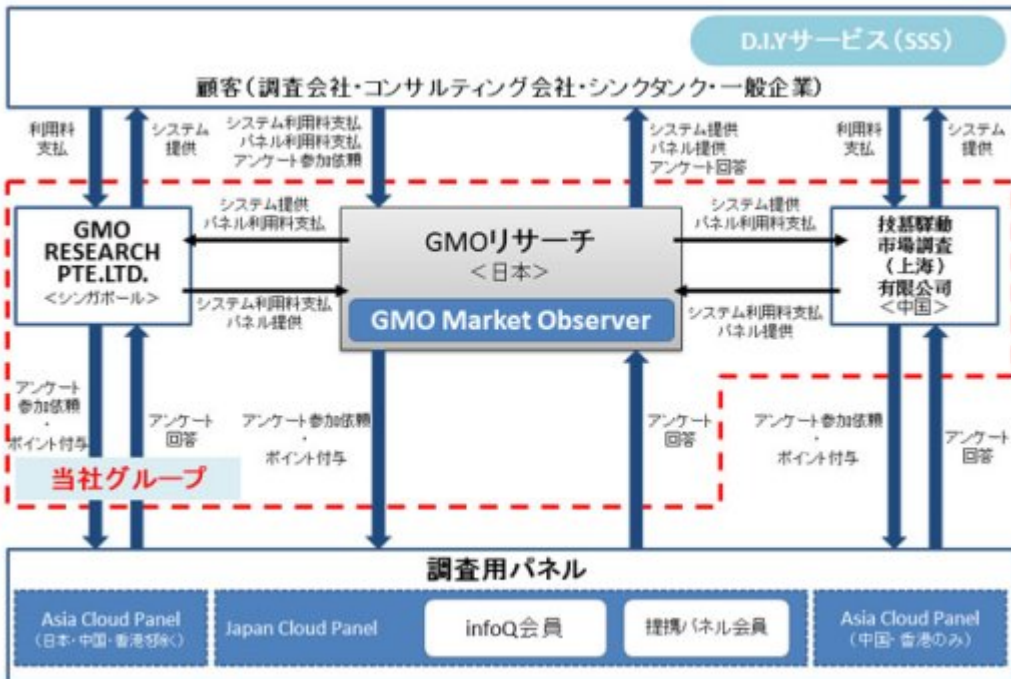 D.I.Yサービス(SSS)
顧客(調査会社・コンサルティング会社・シンクタンク・一般企業)
利用料
支払
システム
提供
システム利用料支払
パネル利用料支払
アンケート参加依頼
システム提供
パネル提供
アンケート回答
利用料
支払
システム
提供
GMO
RESEARCH
PTE.LTD.
<シンガポール>
システム提供
パネル利用料支払
システム利用料支払
パネル提供
GMOリサーチ
<日本>
GMO Market Observer
システム提供
パネル利用料支払
システム利用料支払
パネル提供
技慕驛動
市場調査
(上海)
有限公司
<中国>
アンケート
参加依頼
・
ポイント付与
アンケート
回答
アンケート参加依頼
・
ポイント付与
アンケート
回答
アンケート参加依頼
・
ポイント付与
アンケート
回答
当社グループ
調査用パネル
Asia Cloud Panel
(日本・中国・香港を除く)
Japan Cloud Panel
infoQ会員
提携パネル会員
Asia Cloud Panel
(中国・香港のみ)